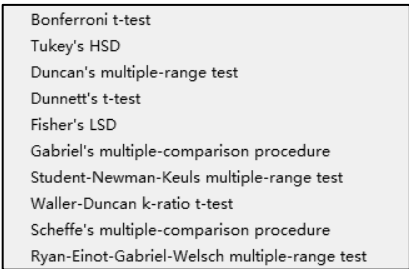 Bonferroni t-test
Tukey's HSD
Duncan's multiple-range test
Dunnett's t-test
Fisher's LSD
Gabriel's multiple-comparison procedure
Student-Newman-Keuls multiple-range test
Waller-Duncan k-ratio t-test
Scheffe's multiple-comparison procedure
Ryan-Einot-Gabriel-Welsch multiple-range test